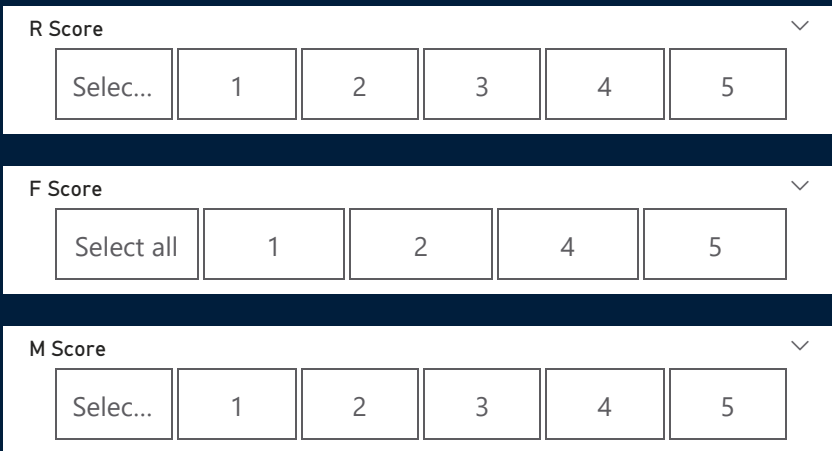 R Score
Selec... 1 2 3 4 5
F Score
Select all 1 2 4 5
M Score
Selec... 1 2 3 4 5